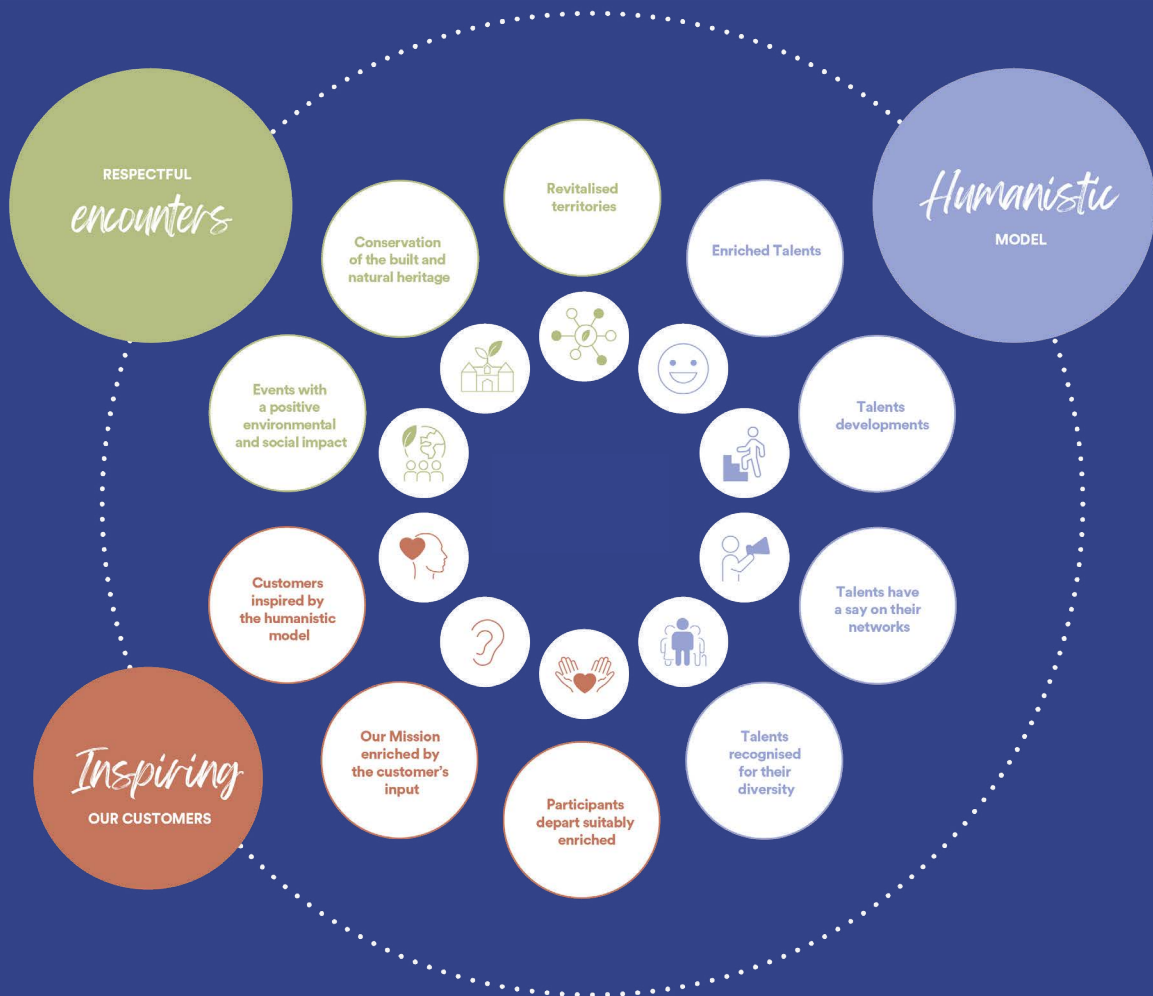 RESPECTFUL
encounters
Humanistic
MODEL
Revitalised
territories
Enriched Talents
Conservation
of the built and
natural heritage
Events with
a positive
environmental
and social impact
Talents
developments
Customers
inspired by
the humanistic
model
Talents have
a say on their
networks
Our Mission
enriched by
the customer's
input
Participants
depart suitably
enriched
Talents
recognised
for their
diversity
Inspiring
OUR CUSTOMERS